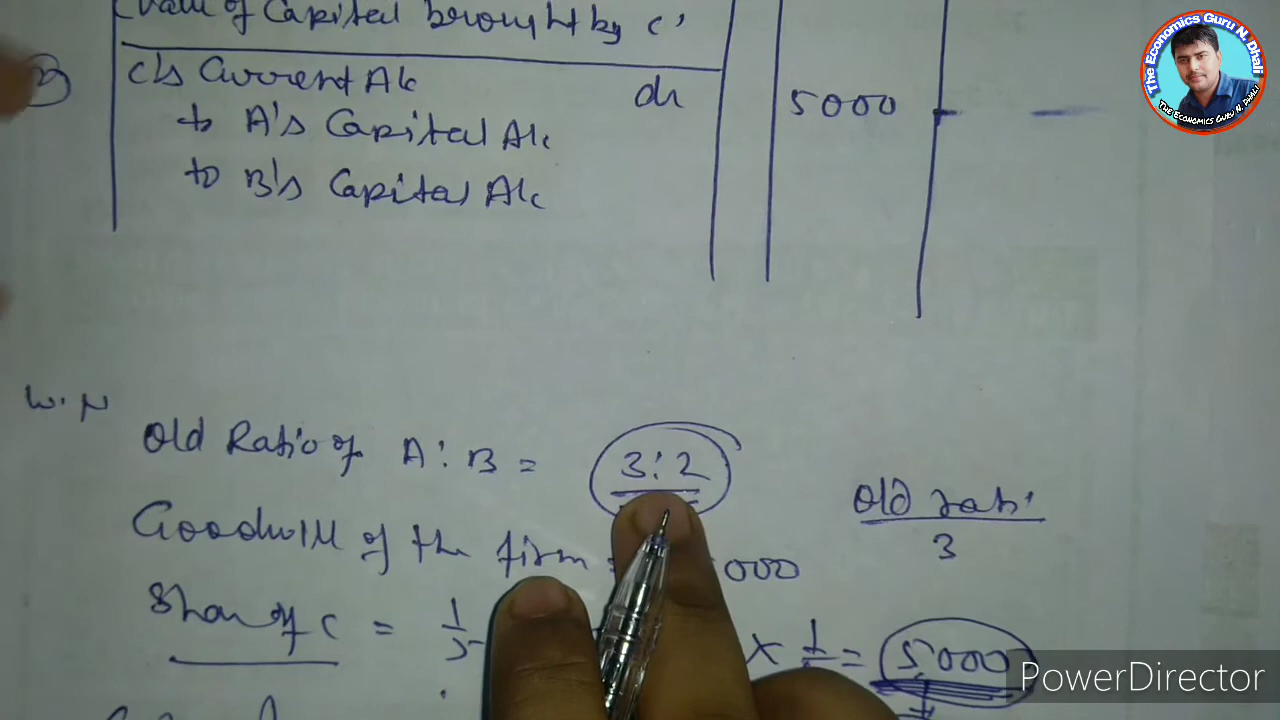 Value of Capital brought by C'
C's Current A/c dr 5000
to A's Capital A/c
to B's Capital A/c
W.N
Old Ratio of A:B = 3:2
Goodwill of the firm 000
Share of C = 1/5 x 1 = 5000
Old rati
3
The Economics Guru N. Dhali
THE ECONOMICS GURU N. DHALI
PowerDirector